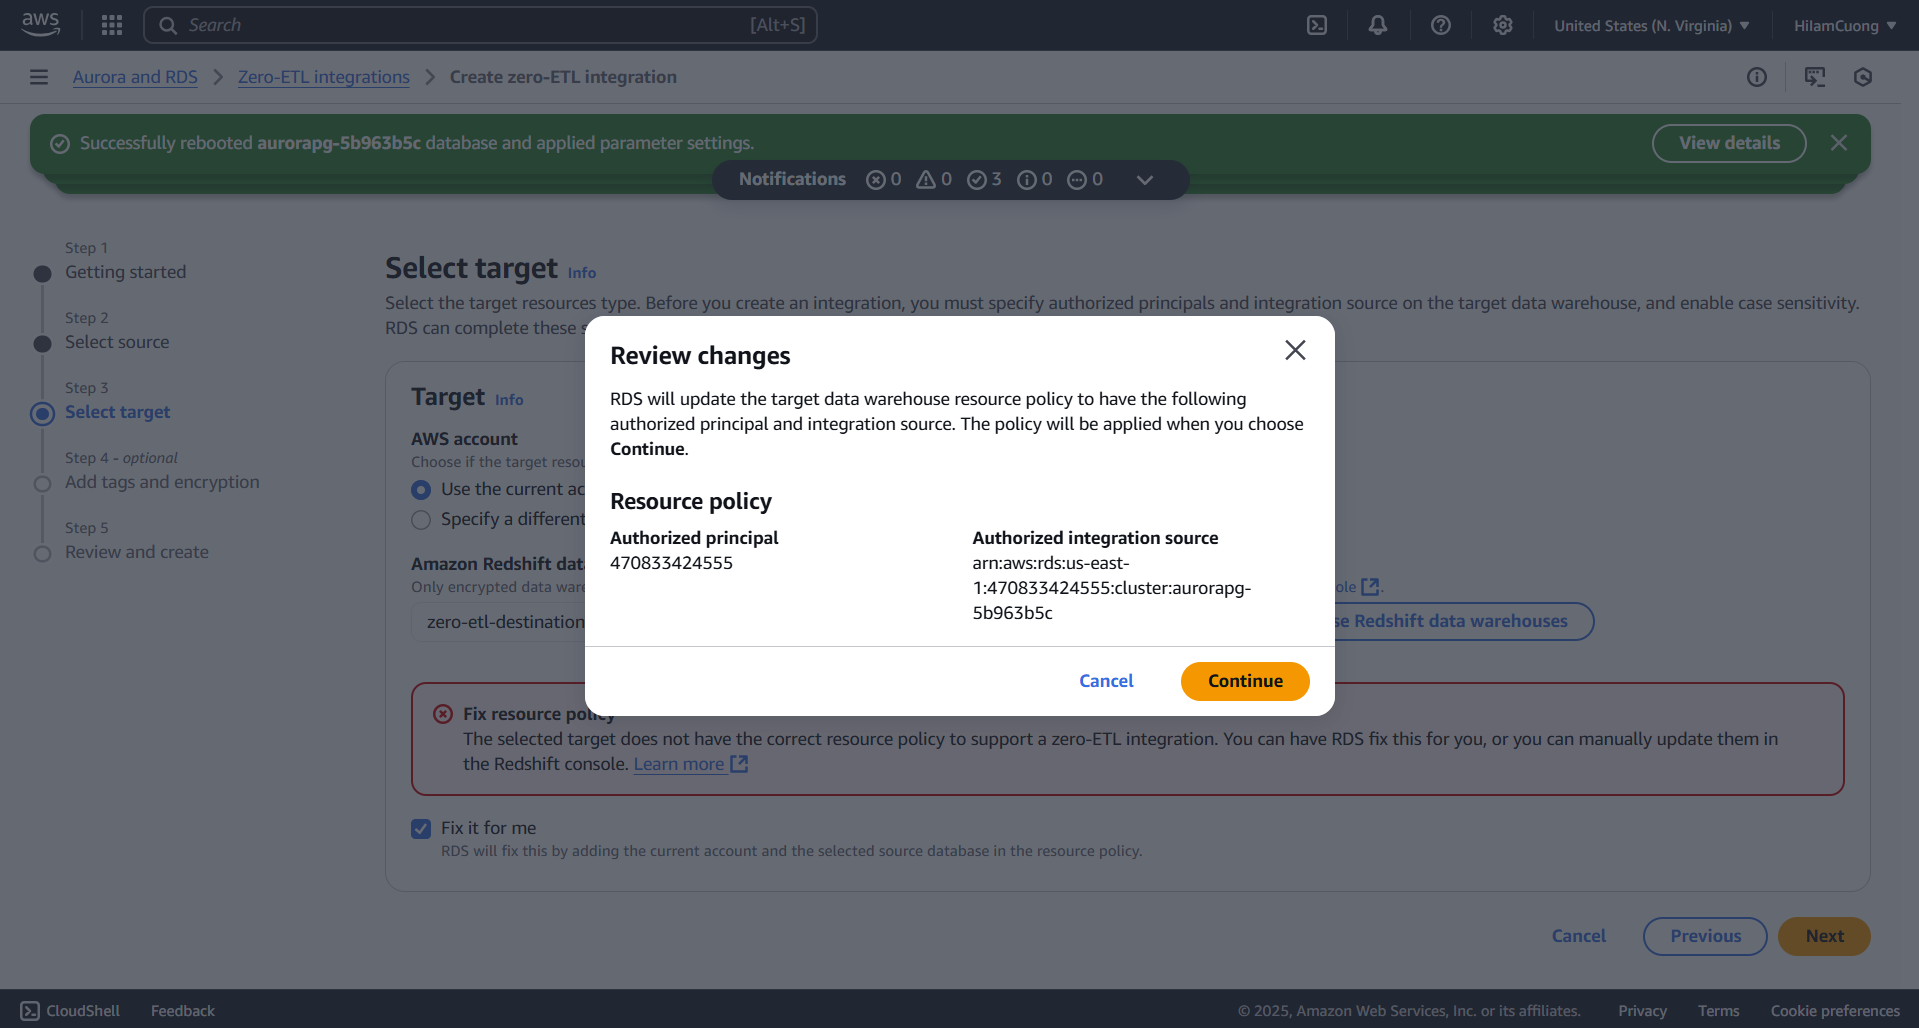 aws
Search
[Alt+S]
United States (N. Virginia)
HilamCuong
Aurora and RDS
Zero-ETL integrations
Create zero-ETL integration
Successfully rebooted aurorapg-5b963b5c database and applied parameter settings.
View details
Notifications 0 0 3 0 0
Step 1
Getting started
Step 2
Select source
Step 3
Select target
Step 4 - optional
Add tags and encryption
Step 5
Review and create
Select target Info
Select the target resources type. Before you create an integration, you must specify authorized principals and integration source on the target data warehouse, and enable case sensitivity.
RDS can complete these
Target Info
AWS account
Choose if the target
Use the current
Specify a different
Amazon Redshift
Only encrypted data
zero-etl-destination
Redshift data warehouses
Review changes
RDS will update the target data warehouse resource policy to have the following
authorized principal and integration source. The policy will be applied when you choose
Continue.
Resource policy
Authorized principal
470833424555
Authorized integration source
arn:aws:rds:us-east-
1:470833424555:cluster:aurorapg-
5b963b5c
Cancel
Continue
Fix resource policy
The selected target does not have the correct resource policy to support a zero-ETL integration. You can have RDS fix this for you, or you can manually update them in
the Redshift console. Learn more
Fix it for me
RDS will fix this by adding the current account and the selected source database in the resource policy.
Cancel
Previous
Next
CloudShell
Feedback
© 2025, Amazon Web Services, Inc. or its affiliates.
Privacy
Terms
Cookie preferences